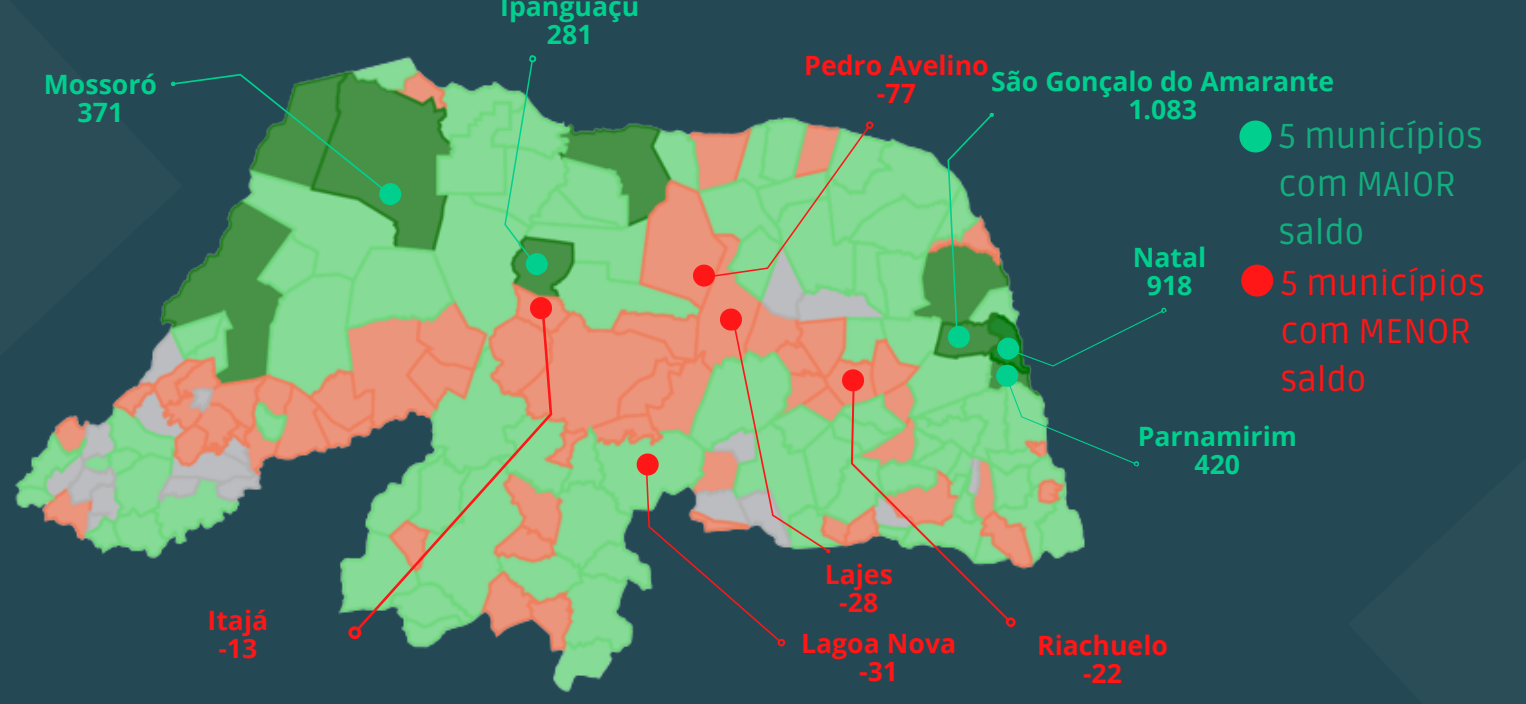 Ipanguaçu
281
Mossoró
371
Pedro Avelino
-77
São Gonçalo do Amarante
1.083
5 municípios
com MAIOR
saldo
Natal
918
5 municípios
com MENOR
saldo
Parnamirim
420
Lajes
-28
Itajá
-13
Lagoa Nova
-31
Riachuelo
-22